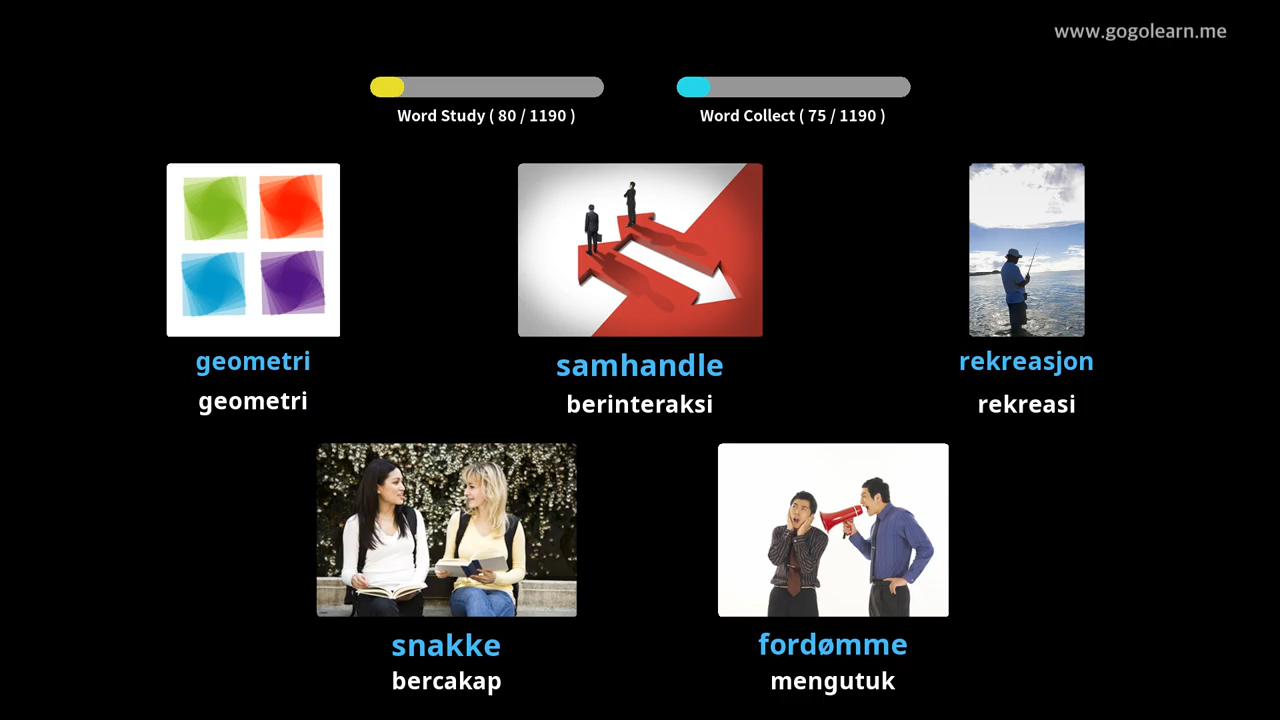 www.gogolearn.me
Word Study ( 80 / 1190 )
Word Collect ( 75 / 1190 )
geometri
geometri
samhandle
berinteraksi
rekreasjon
rekreasi
snakke
bercakap
fordømme
mengutuk